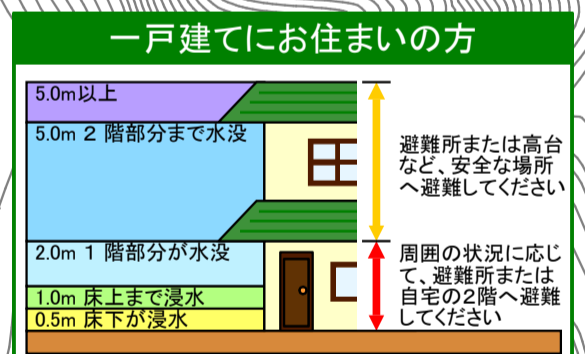 一戸建てにお住まいの方
5.0m以上
5.0m 2 階部分まで水没
避難所または高台
など、安全な場所
へ避難してください
2.0m 1 階部分が水没
1.0m 床上まで浸水
0.5m 床下が浸水
周囲の状況に応じ
て、避難所または
自宅の2階へ避難
してください